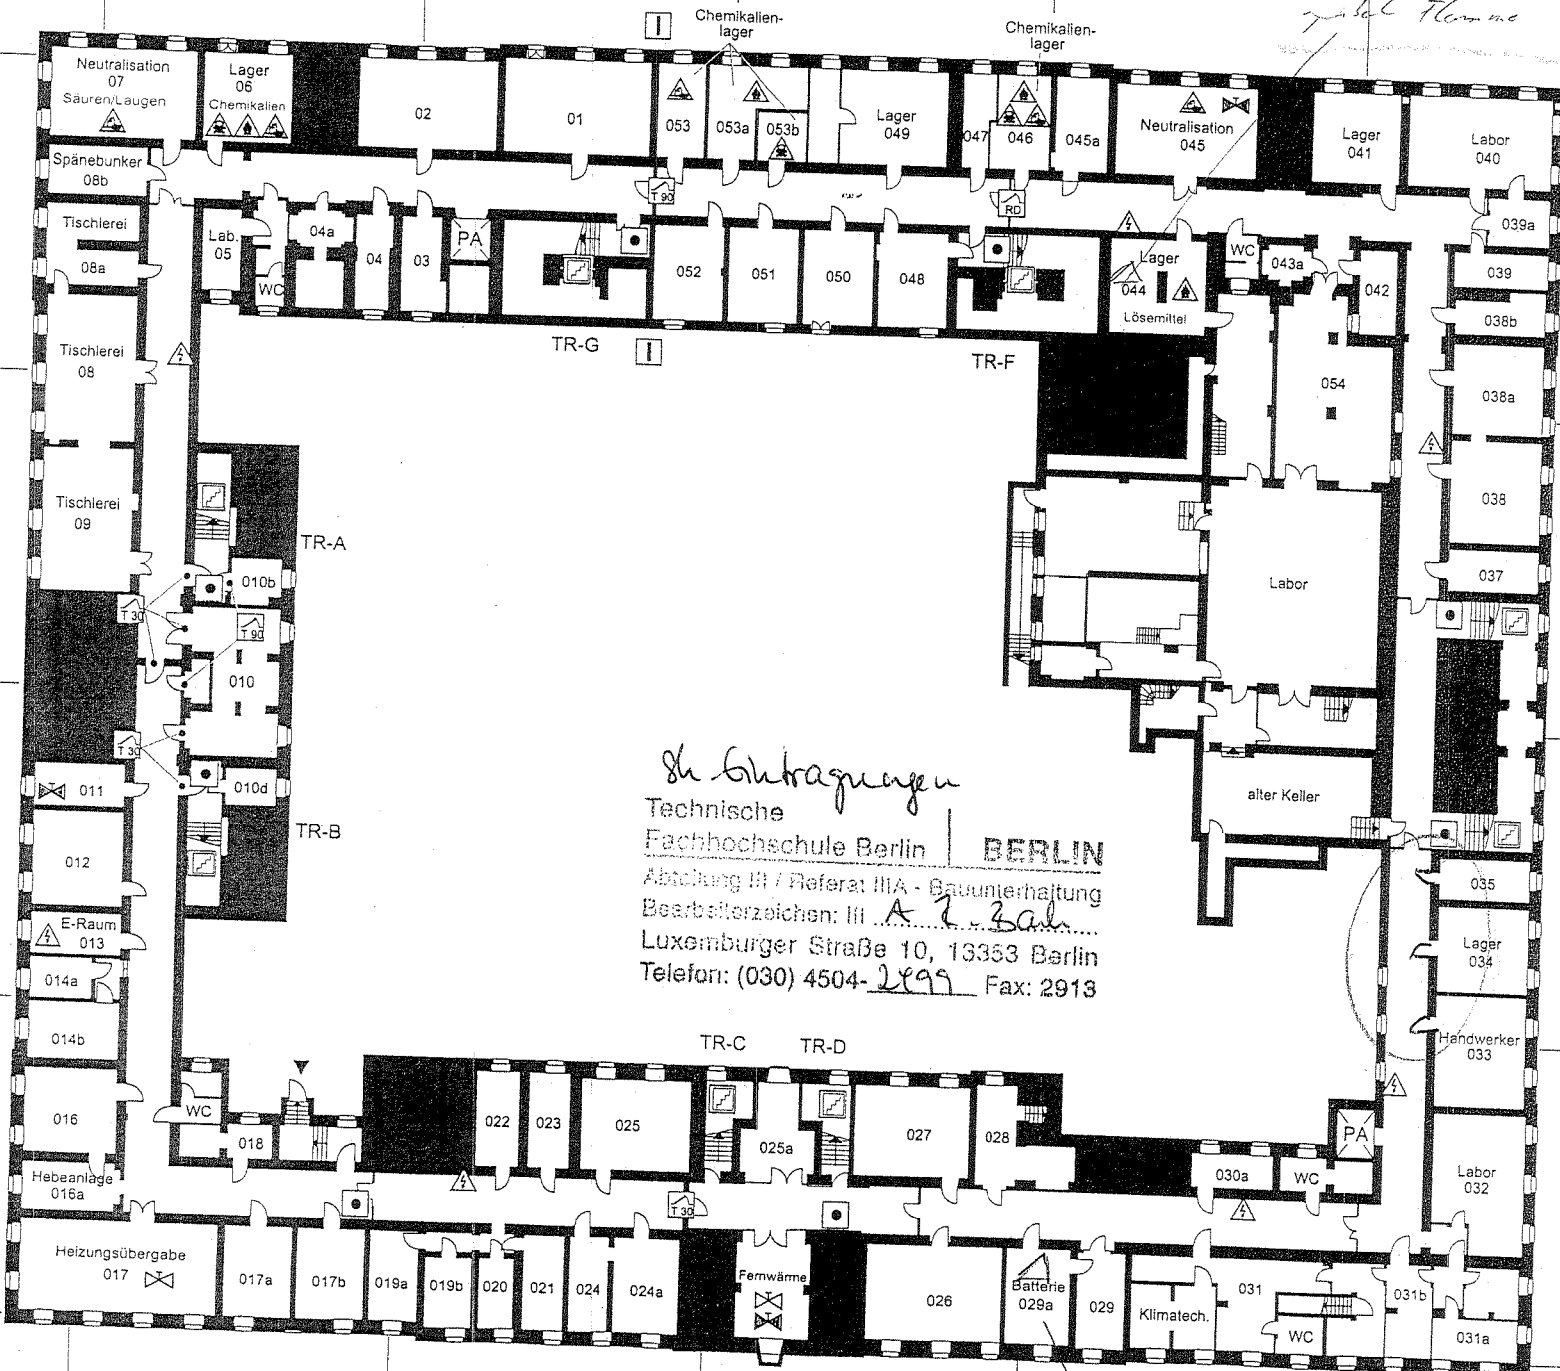 Chemikalien-
lager
Chemikalien-
lager
Flamme
Neutralisation
07
Säuren/Laugen
Lager
06
Chemikalien
02
01
053
053a
053b
Lager
049
047
046
045a
Neutralisation
045
Lager
041
Labor
040
Spänebunker
08b
T 90
RD
Tischlerei
08a
Lab.
05
WC
04a
04
03
PA
052
051
050
048
Lager
044
Lösemittel
WC
043a
042
039a
039
038b
TR-G
TR-F
Tischlerei
08
054
038a
Tischlerei
09
038
TR-A
010b
Labor
037
T 30
T 90
010
T 30
011
010d
TR-B
alter Keller
012
035
E-Raum
013
Lager
034
014a
014b
Handwerker
033
sh. Eintragungen
Technische
Fachhochschule Berlin
BERLIN
Abteilung III / Referat IIIA - Bauunterhaltung
Bearbeiterzeichen: III A
Luxemburger Straße 10, 13353 Berlin
Telefon: (030) 4504-2499 Fax: 2913
TR-C
TR-D
016
WC
018
022
023
025
025a
027
028
PA
030a
WC
Labor
032
Hebeanlage
016a
T 30
Heizungsübergabe
017
017a
017b
019a
019b
020
021
024
024a
Fernwärme
026
Batterie
029a
029
Klimatech.
031
WC
031b
031a